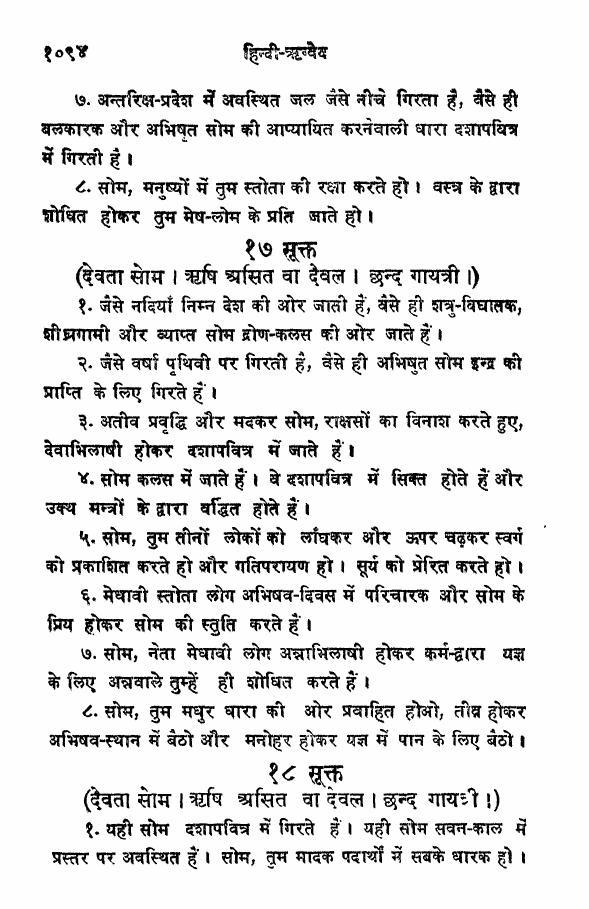 १०९४ हिन्दी-ऋग्वेद
७. अन्तरिक्ष-प्रदेश में अवस्थित जल जैसे नीचे गिरता है, वैसे ही
बलकारक और अभिषुत सोम की आप्यायित करनेवाली धारा दशापवित्र
में गिरती है।
८. सोम, मनुष्यों में तुम स्तोता की रक्षा करते हो। वस्त्र के द्वारा
शोधित होकर तुम मेष-लोम के प्रति जाते हो।
१७ सूक्त
(देवता सोम। ऋषि असित वा देवल। छन्द गायत्री।)
१. जैसे नदियाँ निम्न देश की ओर जाती हैं, वैसे ही शत्रु-विघातक,
शीघ्रगामी और व्याप्त सोम द्रोण-कलस की ओर जाते हैं।
२. जैसे वर्षा पृथिवी पर गिरती है, वैसे ही अभिषुत सोम इन्द्र की
प्राप्ति के लिए गिरते हैं।
३. अतीव प्रवृद्धि और मदकर सोम, राक्षसों का विनाश करते हुए,
देवाभिलाषी होकर दशापवित्र में जाते हैं।
४. सोम कलस में जाते हैं। वे दशापवित्र में सिक्त होते हैं और
उक्थ मन्त्रों के द्वारा वर्द्धित होते हैं।
५. सोम, तुम तीनों लोकों को लाँघकर और ऊपर चढ़कर स्वर्ग
को प्रकाशित करते हो और गतिपरायण हो। सूर्य को प्रेरित करते हो।
६. मेधावी स्तोता लोग अभिषव-दिवस में परिचारक और सोम के
प्रिय होकर सोम की स्तुति करते हैं।
७. सोम, नेता मेधावी लोग अन्नाभिलाषी होकर कर्म-द्वारा यज्ञ
के लिए अन्नवाले तुम्हें ही शोधित करते हैं।
८. सोम, तुम मधुर धारा की ओर प्रवाहित होओ, तीव्र होकर
अभिषव-स्थान में बैठो और मनोहर होकर यज्ञ में पान के लिए बैठो।
१८ सूक्त
(देवता सोम। ऋषि असित वा देवल। छन्द गायत्री।)
१. यही सोम दशापवित्र में गिरते हैं। यही सोम सवन-काल में
प्रस्तर पर अवस्थित हैं। सोम, तुम मादक पदार्थों में सबके धारक हो।